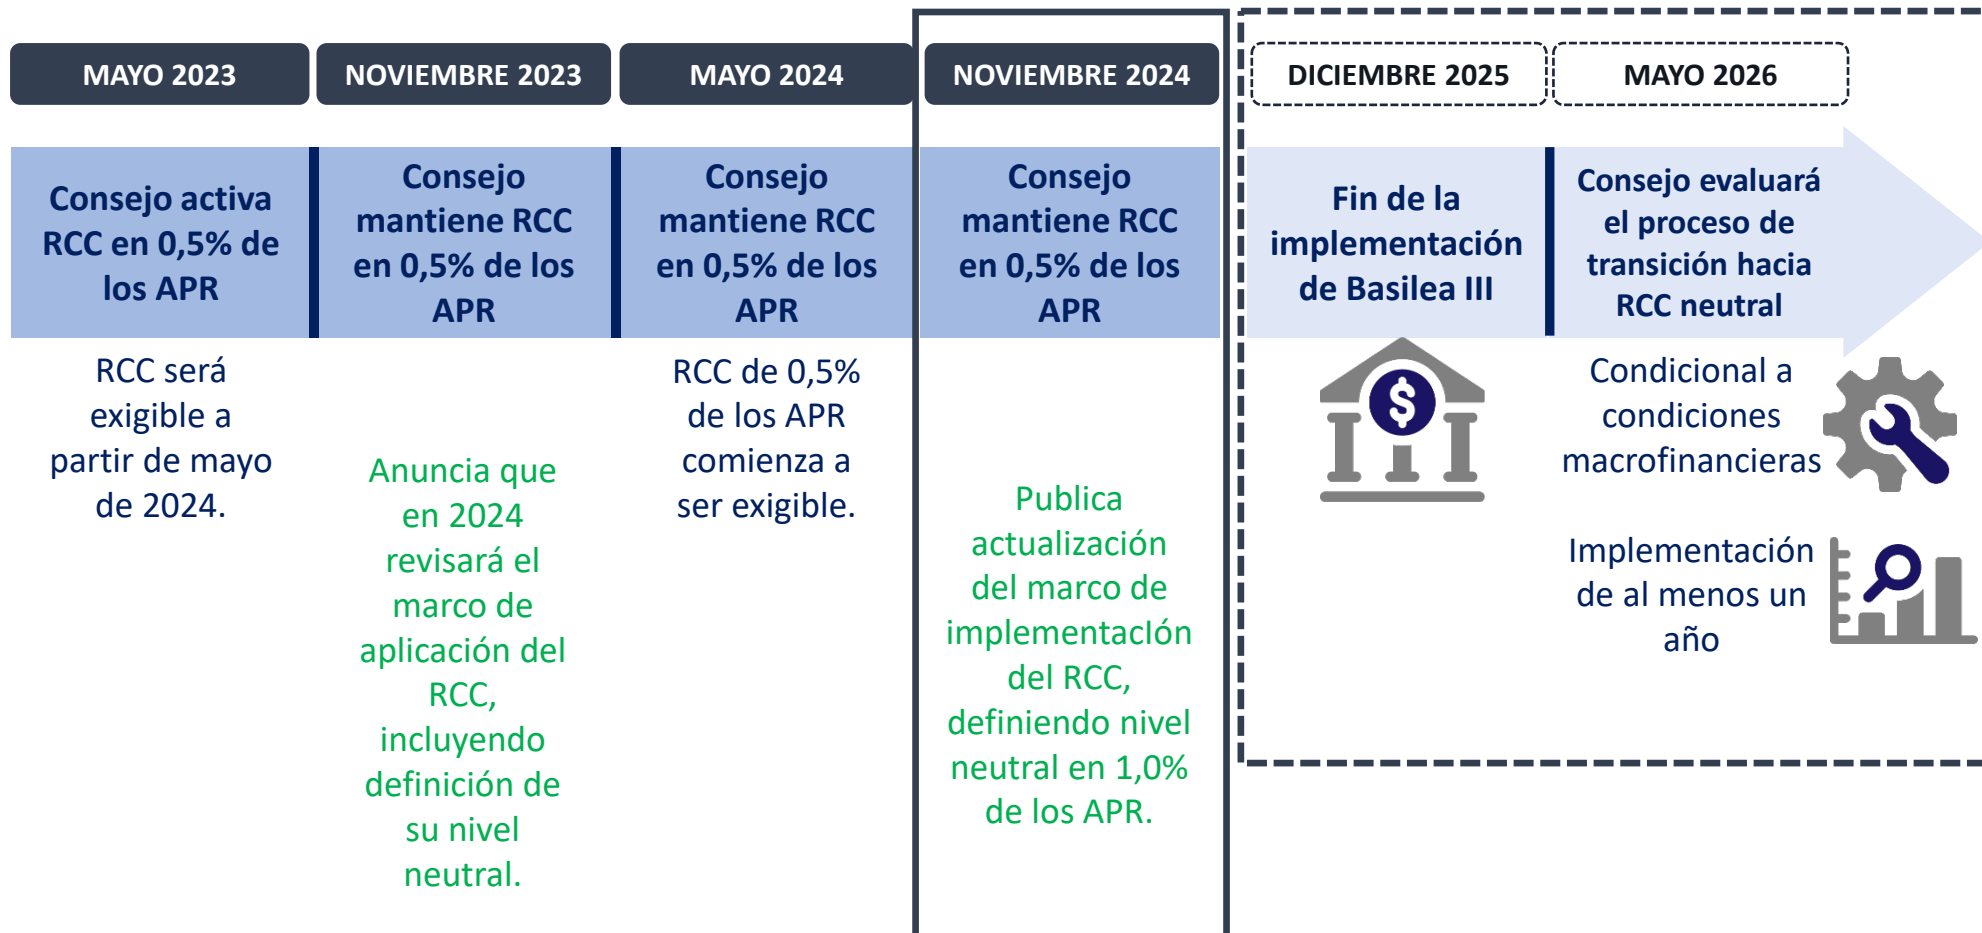 MAYO 2023
NOVIEMBRE 2023
MAYO 2024
NOVIEMBRE 2024
DICIEMBRE 2025
MAYO 2026
Consejo activa
RCC en 0,5% de
los APR
Consejo
mantiene RCC
en 0,5% de los
APR
Consejo
mantiene RCC
en 0,5% de los
APR
Consejo
mantiene RCC
en 0,5% de los
APR
Fin de la
implementación
de Basilea III
Consejo evaluará
el proceso de
transición hacia
RCC neutral
RCC será
exigible a
partir de mayo
de 2024.
Anuncia que
en 2024
revisará el
marco de
aplicación del
RCC,
incluyendo
definición de
su nivel
neutral.
RCC de 0,5%
de los APR
comienza a
ser exigible.
Publica
actualización
del marco de
implementacIón
del RCC,
definiendo nivel
neutral en 1,0%
de los APR.
$
Condicional a
condiciones
macrofinancieras
Implementación
de al menos un
año